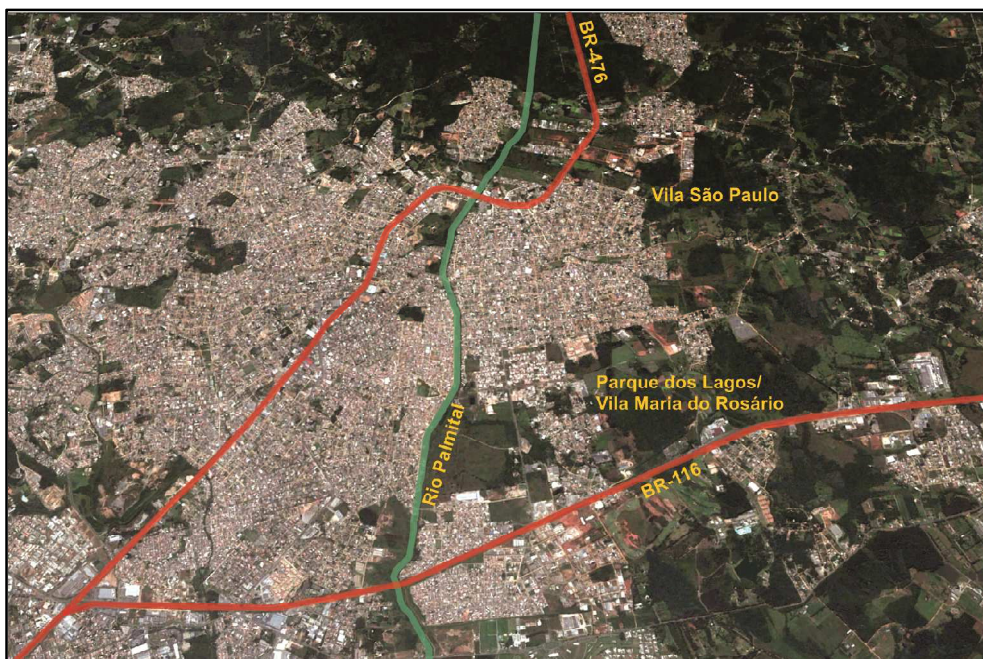 BR-476
Vila São Paulo
Parque dos Lagos/
Vila Maria do Rosário
Rio Palmital
BR-116